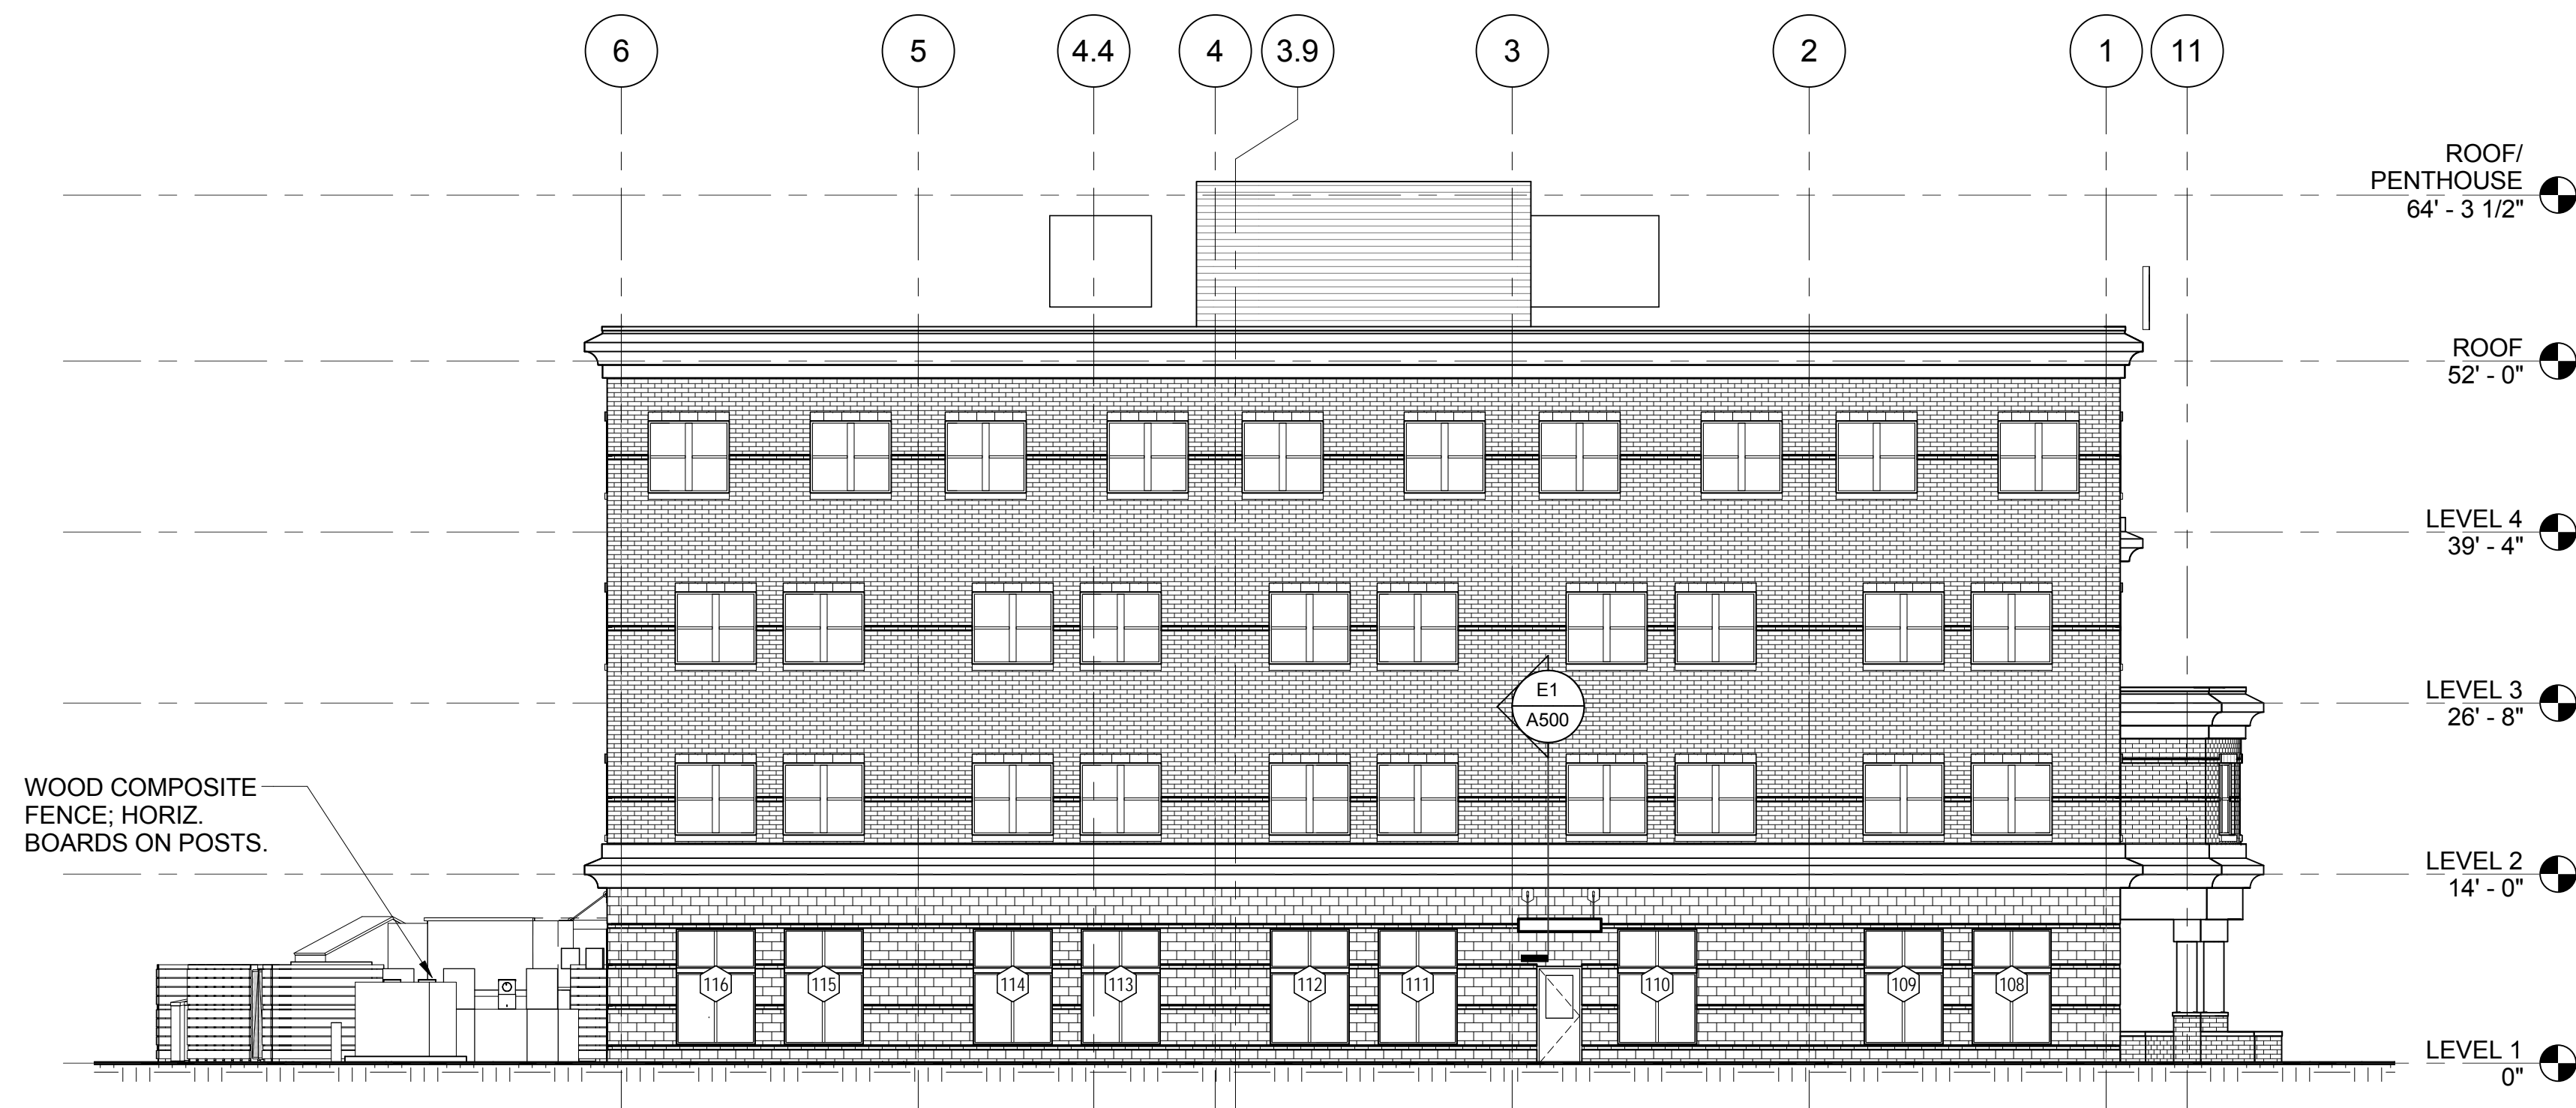 6 5 4.4 4 3.9 3 2 1 11
ROOF/
PENTHOUSE
64' - 3 1/2"
ROOF
52' - 0"
LEVEL 4
39' - 4"
E1
A500
LEVEL 3
26' - 8"
WOOD COMPOSITE
FENCE; HORIZ.
BOARDS ON POSTS.
LEVEL 2
14' - 0"
116 115 114 113 112 111 110 109 108
LEVEL 1
0"